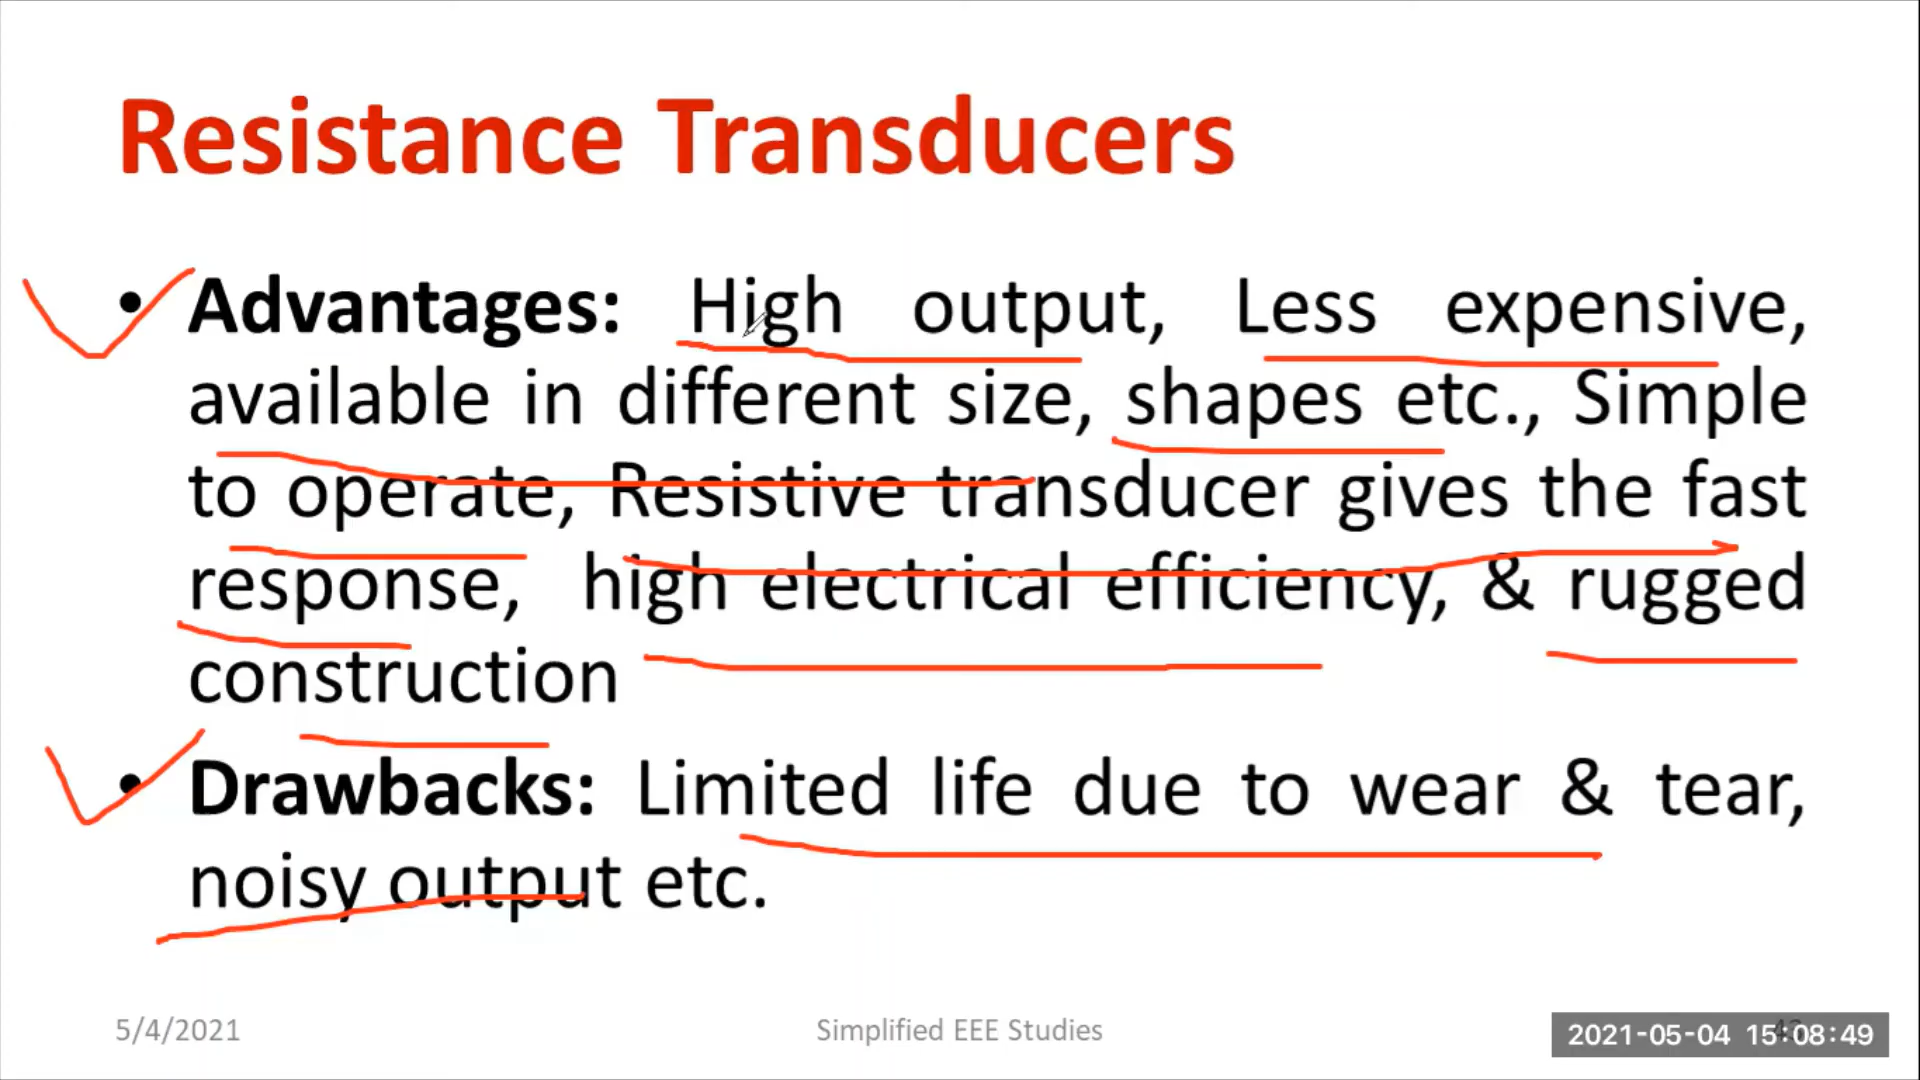 Resistance Transducers
• Advantages: High output, Less expensive,
available in different size, shapes etc., Simple
to operate, Resistive transducer gives the fast
response, high electrical efficiency, & rugged
construction
• Drawbacks: Limited life due to wear & tear,
noisy output etc.
5/4/2021
Simplified EEE Studies
2021-05-04 15:08:49